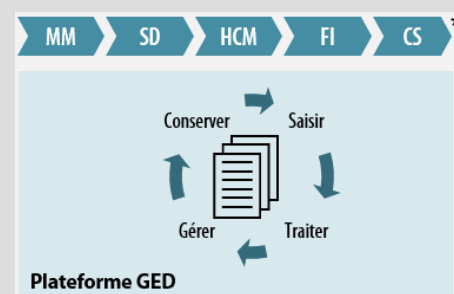 MM SD HCM FI CS *
Conserver Saisir
Gérer Traiter
Plateforme GED